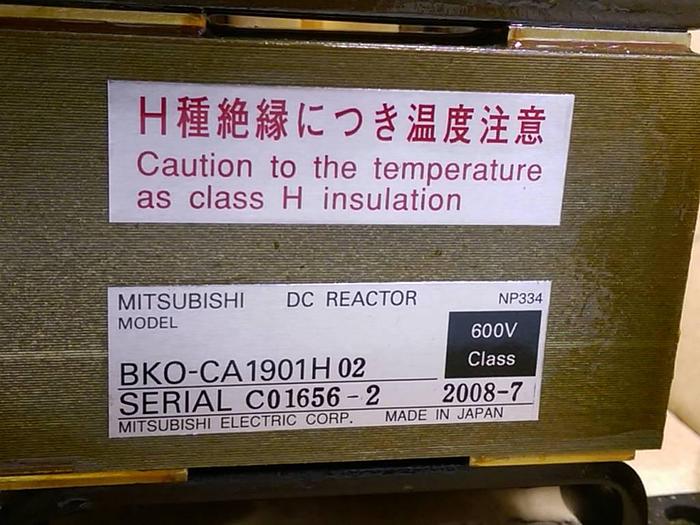 H種絶縁につき温度注意
Caution to the temperature
as class H insulation
MITSUBISHI DC REACTOR NP334
MODEL
600V
Class
BKO-CA1901H 02
SERIAL C01656-2 2008-7
MITSUBISHI ELECTRIC CORP. MADE IN JAPAN